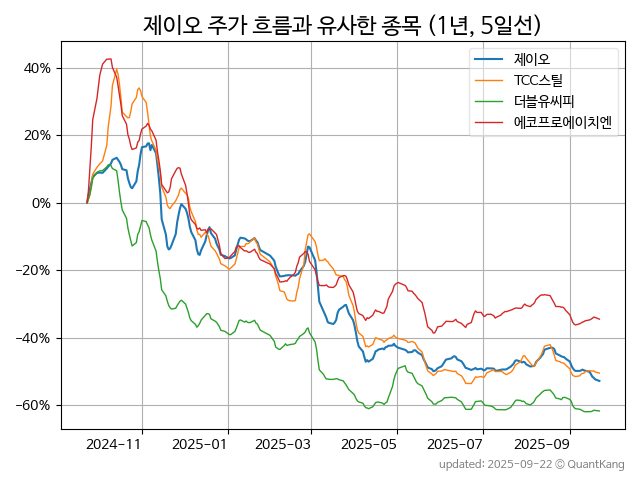 제이오 주가 흐름과 유사한 종목 (1년, 5일선)
제이오
TCC스틸
더블유씨피
에코프로에이치엔
40%
20%
0%
−20%
−40%
−60%
2024-11
2025-01
2025-03
2025-05
2025-07
2025-09
updated: 2025-09-22 © QuantKang